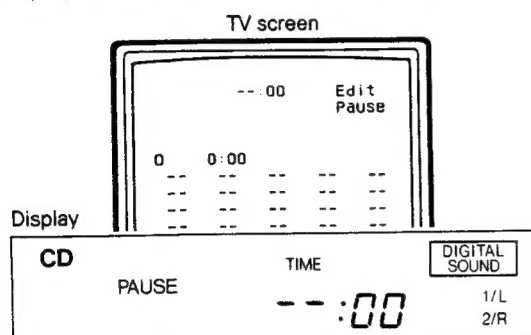 TV screen
--:00 Edit
Pause
0 0:00
-- -- -- -- --
-- -- -- -- --
-- -- -- -- --
-- -- -- -- --
Display
CD TIME DIGITAL
SOUND
PAUSE --:00 1/L
2/R